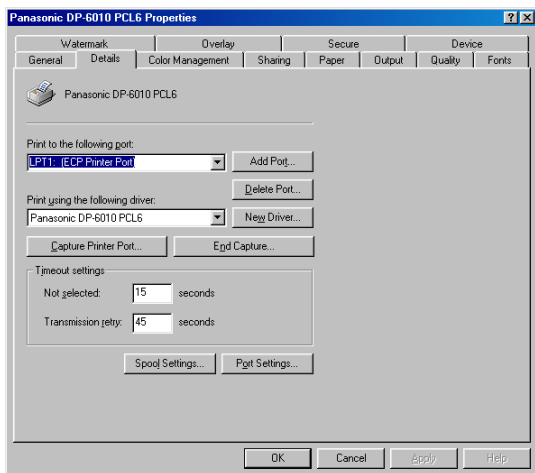 Panasonic DP-6010 PCL6 Properties
Watermark Overlay Secure Device
General Details Color Management Sharing Paper Output Quality Fonts
Panasonic DP-6010 PCL6
Print to the following port:
LPT1: (ECP Printer Port) Add Port...
Delete Port...
Print using the following driver:
Panasonic DP-6010 PCL6 New Driver...
Capture Printer Port... End Capture...
Timeout settings
Not selected: 15 seconds
Transmission retry: 45 seconds
Spool Settings... Port Settings...
OK Cancel Apply Help